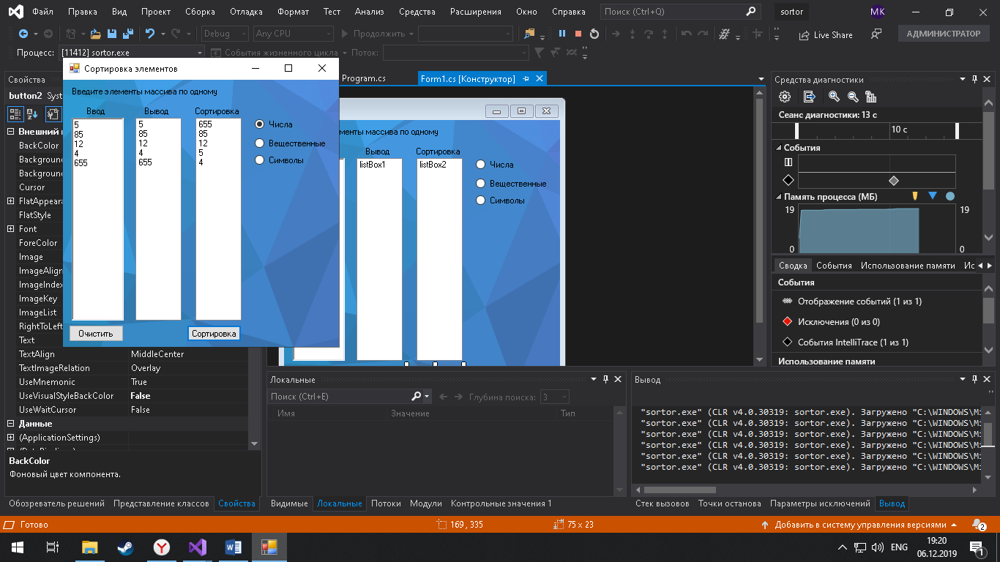 Файл Правка Вид Проект Сборка Отладка Формат Тест Анализ Средства Расширения Окно Справка Поиск (Ctrl+Q) sortor MK
Debug Any CPU Продолжить Live Share АДМИНИСТРАТОР
Процесс: [11412] sortor.exe События жизненного цикла Поток:
Свойства
button2 Syst
Внешний в
BackColor
Background
Background
Cursor
FlatAppeara
FlatStyle
Font
ForeColor
Image
ImageAlign
ImageIndex
ImageKey
ImageList
RightToLeft
Text
TextAlign MiddleCenter
TextImageRelation Overlay
UseMnemonic True
UseVisualStyleBackColor False
UseWaitCursor False
Данные
(ApplicationSettings)
BackColor
Фоновый цвет компонента.
Обозреватель решений Представление классов Свойства
Сортировка элементов
Введите элементы массива по одному
Ввод Вывод Сортировка
5 5 655
85 85 85
12 12 12
4 4 5
655 655 4
Числа
Вещественные
Символы
Очистить Сортировка
Program.cs Form1.cs [Конструктор]
енты массива по одному
Вывод Сортировка
listBox1 listBox2
Числа
Вещественные
Символы
Средства диагностики
Сеанс диагностики: 13 с
10 с
События
Память процесса (МБ)
19 19
0 0
Сводка События Использование памяти Ис
События
Отображение событий (1 из 1)
Исключения (0 из 0)
События IntelliTrace (1 из 1)
Использование памяти
Локальные
Поиск (Ctrl+E) Глубина поиска: 3
Имя Значение Тип
Видимые Локальные Потоки Модули Контрольные значения 1
Вывод
"sortor.exe" (CLR v4.0.30319: sortor.exe). Загружено "C:\WINDOWS\Mi
"sortor.exe" (CLR v4.0.30319: sortor.exe). Загружено "C:\WINDOWS\Mi
"sortor.exe" (CLR v4.0.30319: sortor.exe). Загружено "C:\WINDOWS\Mi
"sortor.exe" (CLR v4.0.30319: sortor.exe). Загружено "C:\WINDOWS\Mi
"sortor.exe" (CLR v4.0.30319: sortor.exe). Загружено "C:\WINDOWS\Mi
"sortor.exe" (CLR v4.0.30319: sortor.exe). Загружено "C:\WINDOWS\Mi
Стек вызовов Точки останова Параметры исключений Вывод
Готово 169 , 335 75 x 23 Добавить в систему управления версиями 2
ENG 19:20
06.12.2019 1